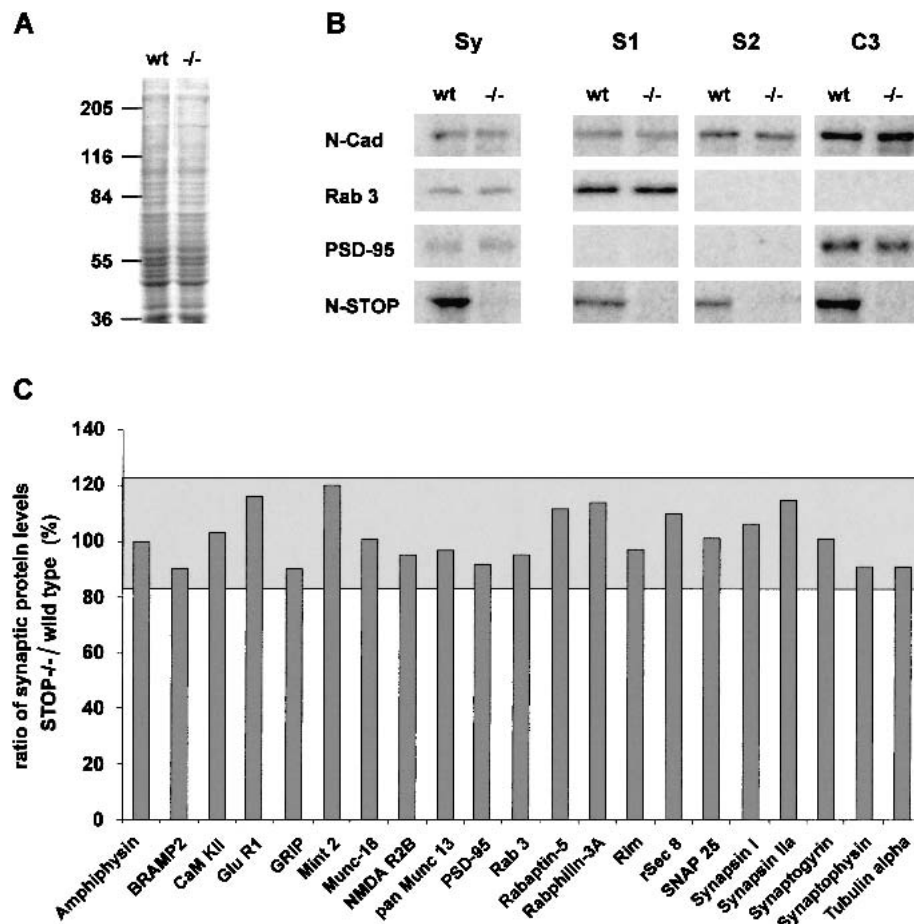 A
wt -/-
205
116
84
55
36
B
Sy S1 S2 C3
wt -/- wt -/- wt -/- wt -/-
N-Cad
Rab 3
PSD-95
N-STOP
C
ratio of synaptic protein levels
STOP-/- / wild type (%)
140
120
100
80
60
40
20
0
Amphiphysin
BRAMP2
CaM KII
Glu R1
GRIP
Mint 2
Munc-18
NMDA R2B
pan Munc 13
PSD-95
Rab 3
Rabaptin-5
Rabphilin-3A
Rim
rSec 8
SNAP 25
Synapsin I
Synapsin IIa
Synaptogyrin
Synaptophysin
Tubulin alpha